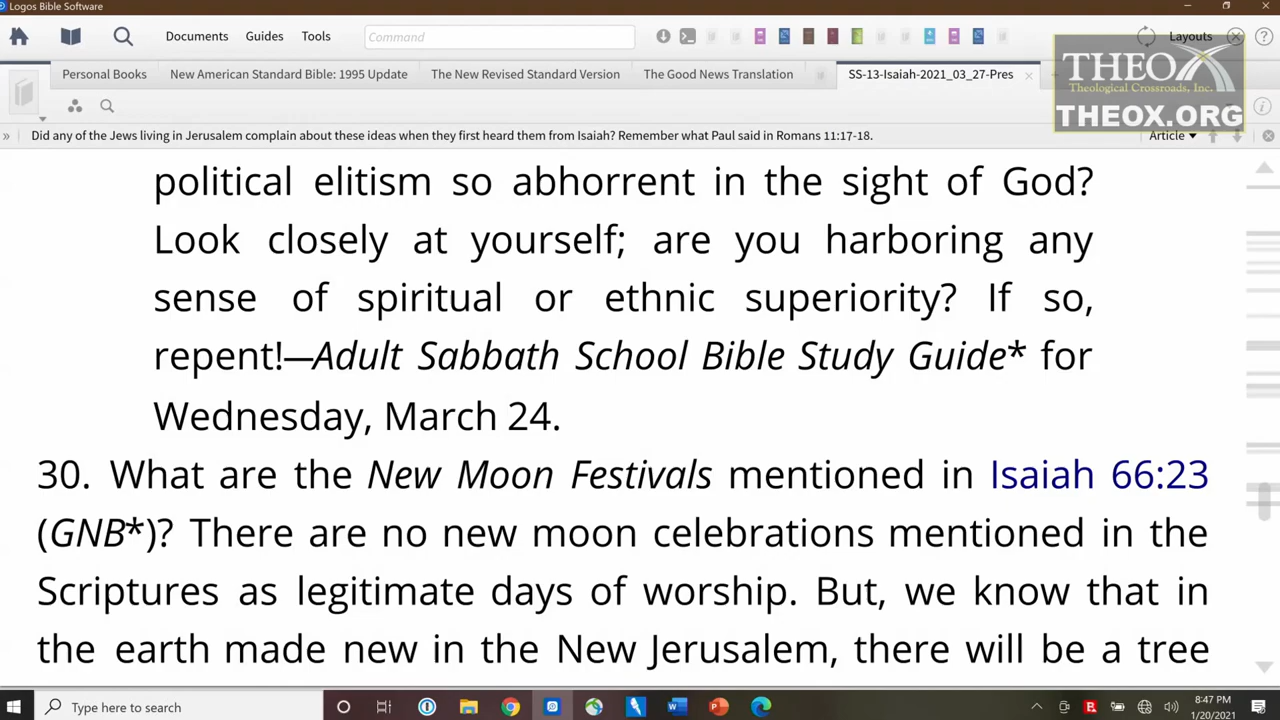 Logos Bible Software
Documents Guides Tools Command Layouts
Personal Books New American Standard Bible: 1995 Update The New Revised Standard Version The Good News Translation SS-13-Isaiah-2021_03_27-Pres
THEOX
Theological Crossroads, Inc.
THEOX.ORG
» Did any of the Jews living in Jerusalem complain about these ideas when they first heard them from Isaiah? Remember what Paul said in Romans 11:17-18. Article
political elitism so abhorrent in the sight of God?
Look closely at yourself; are you harboring any
sense of spiritual or ethnic superiority? If so,
repent!—Adult Sabbath School Bible Study Guide* for
Wednesday, March 24.
30. What are the New Moon Festivals mentioned in Isaiah 66:23
(GNB*)? There are no new moon celebrations mentioned in the
Scriptures as legitimate days of worship. But, we know that in
the earth made new in the New Jerusalem, there will be a tree
Type here to search
8:47 PM
1/20/2021